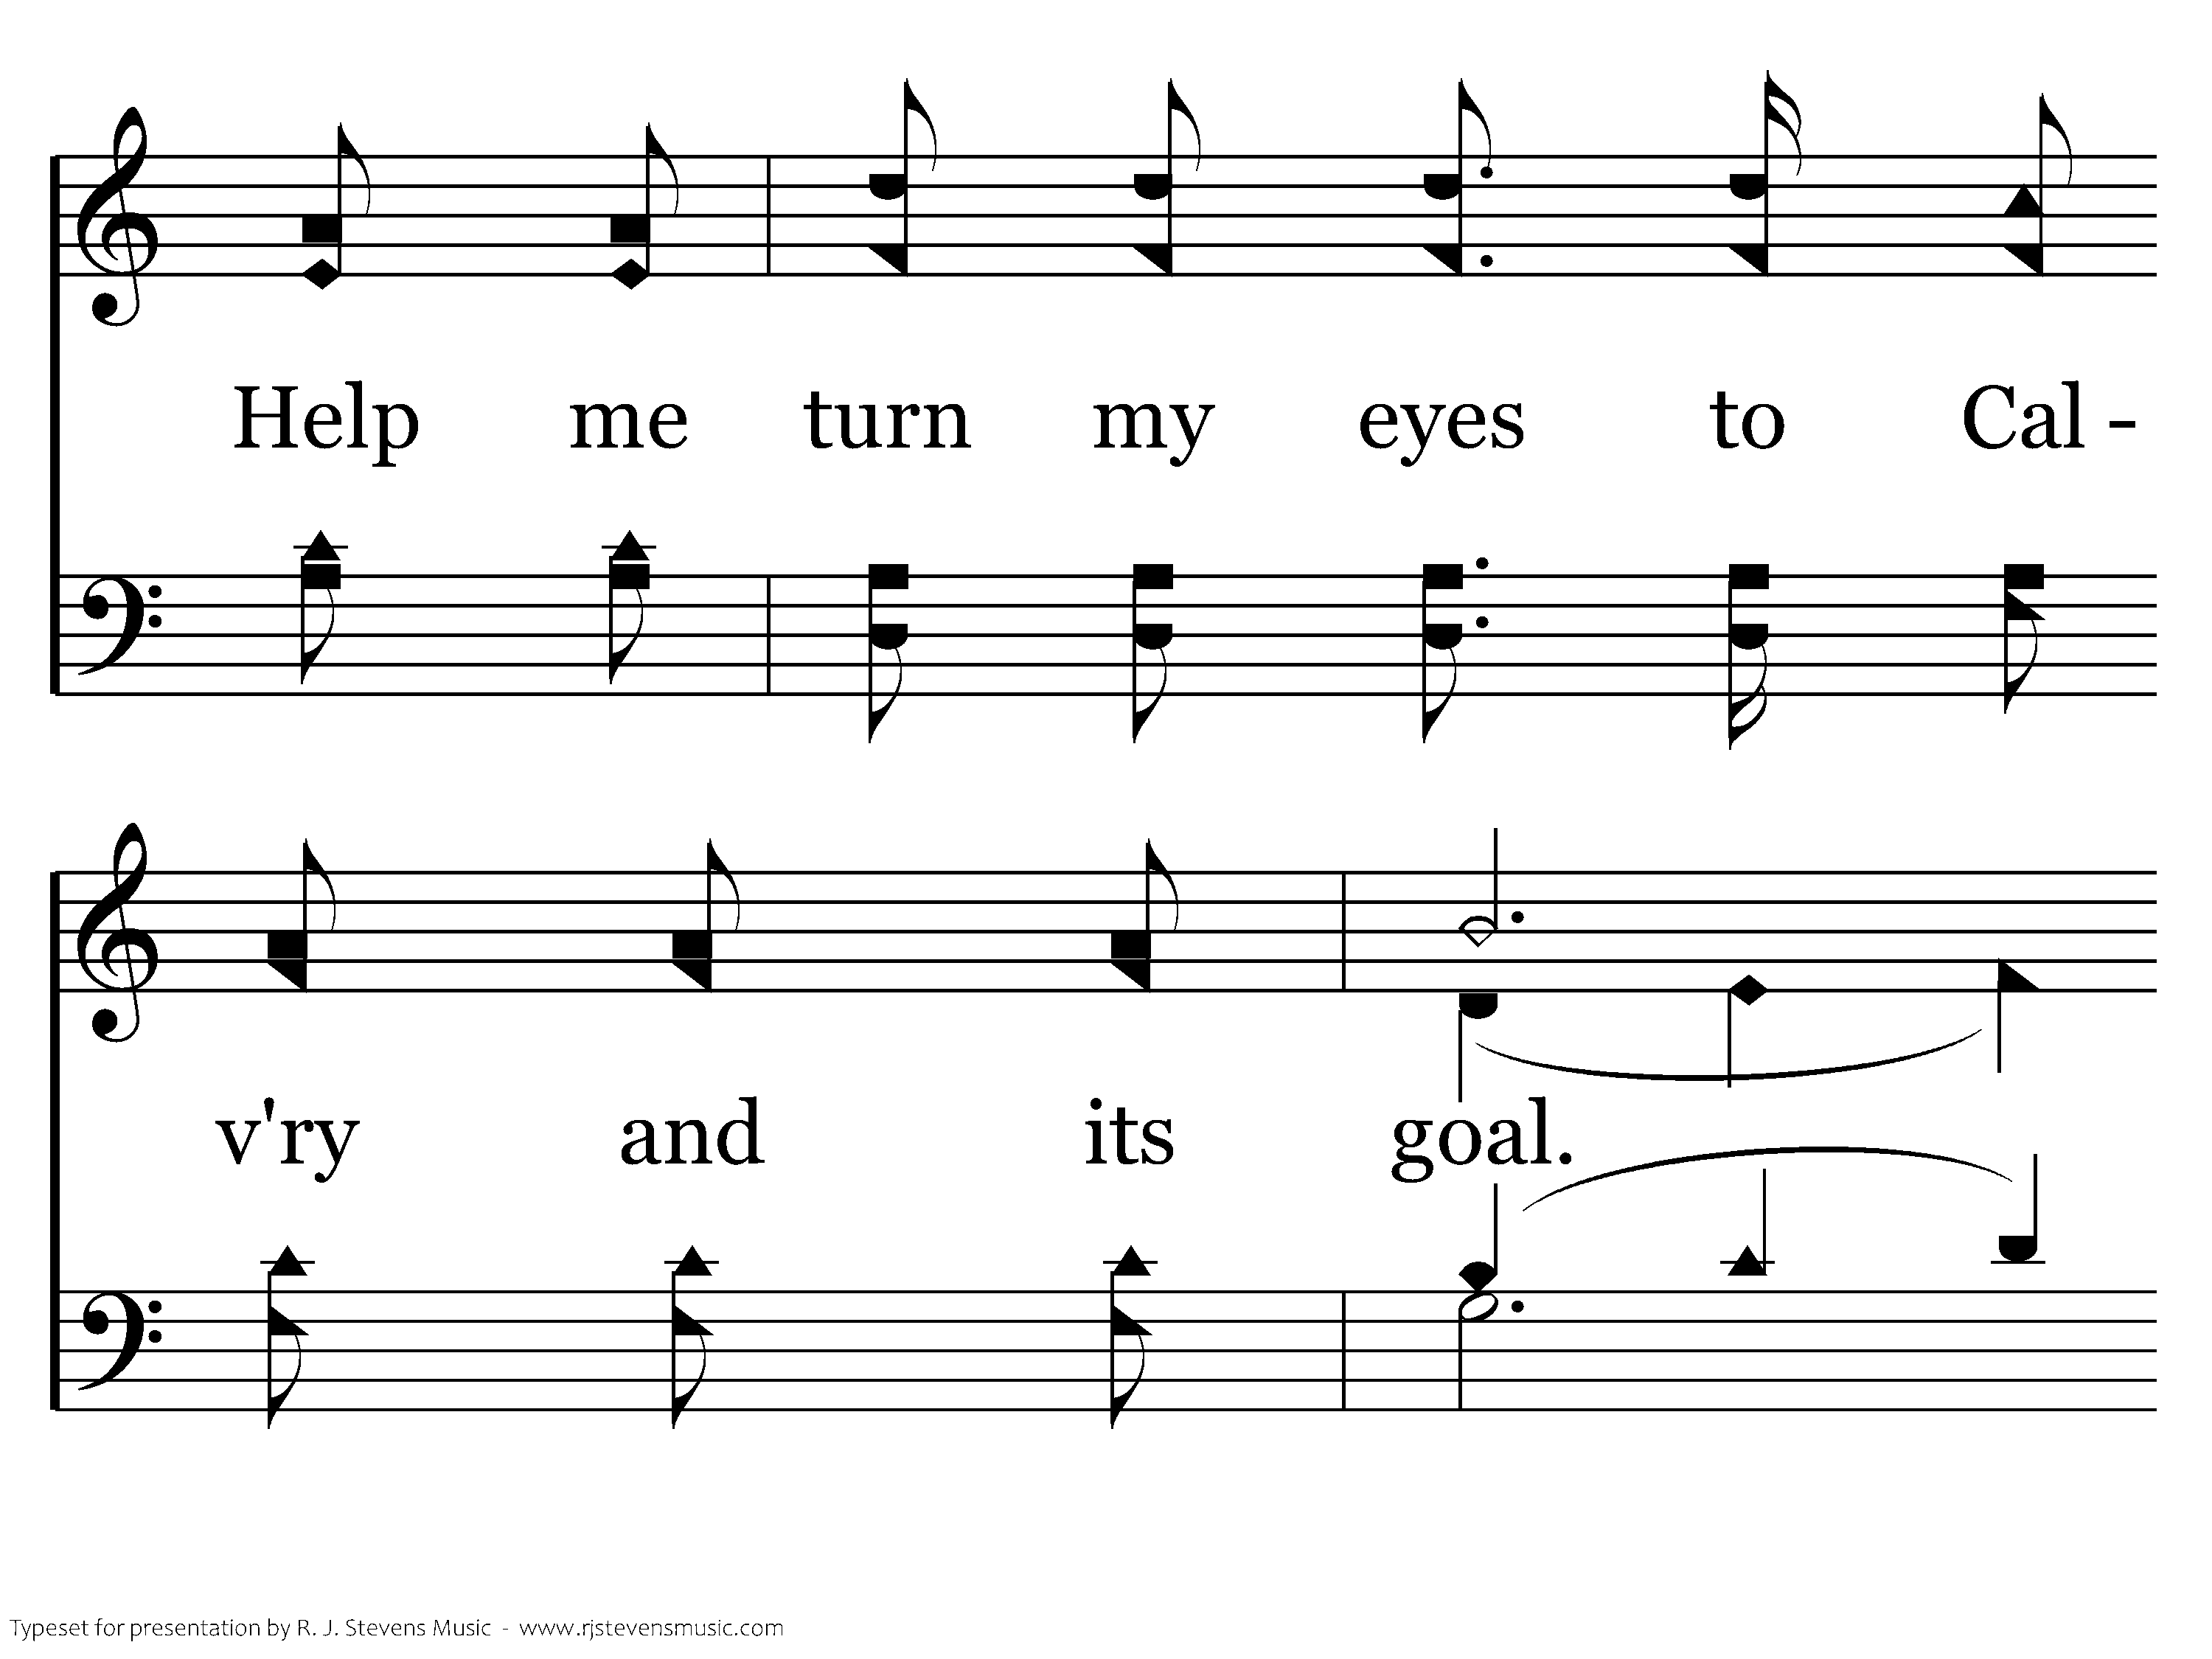 Help me turn my eyes to Cal -
v'ry and its goal.
Typeset for presentation by R. J. Stevens Music - www.rjstevensmusic.com